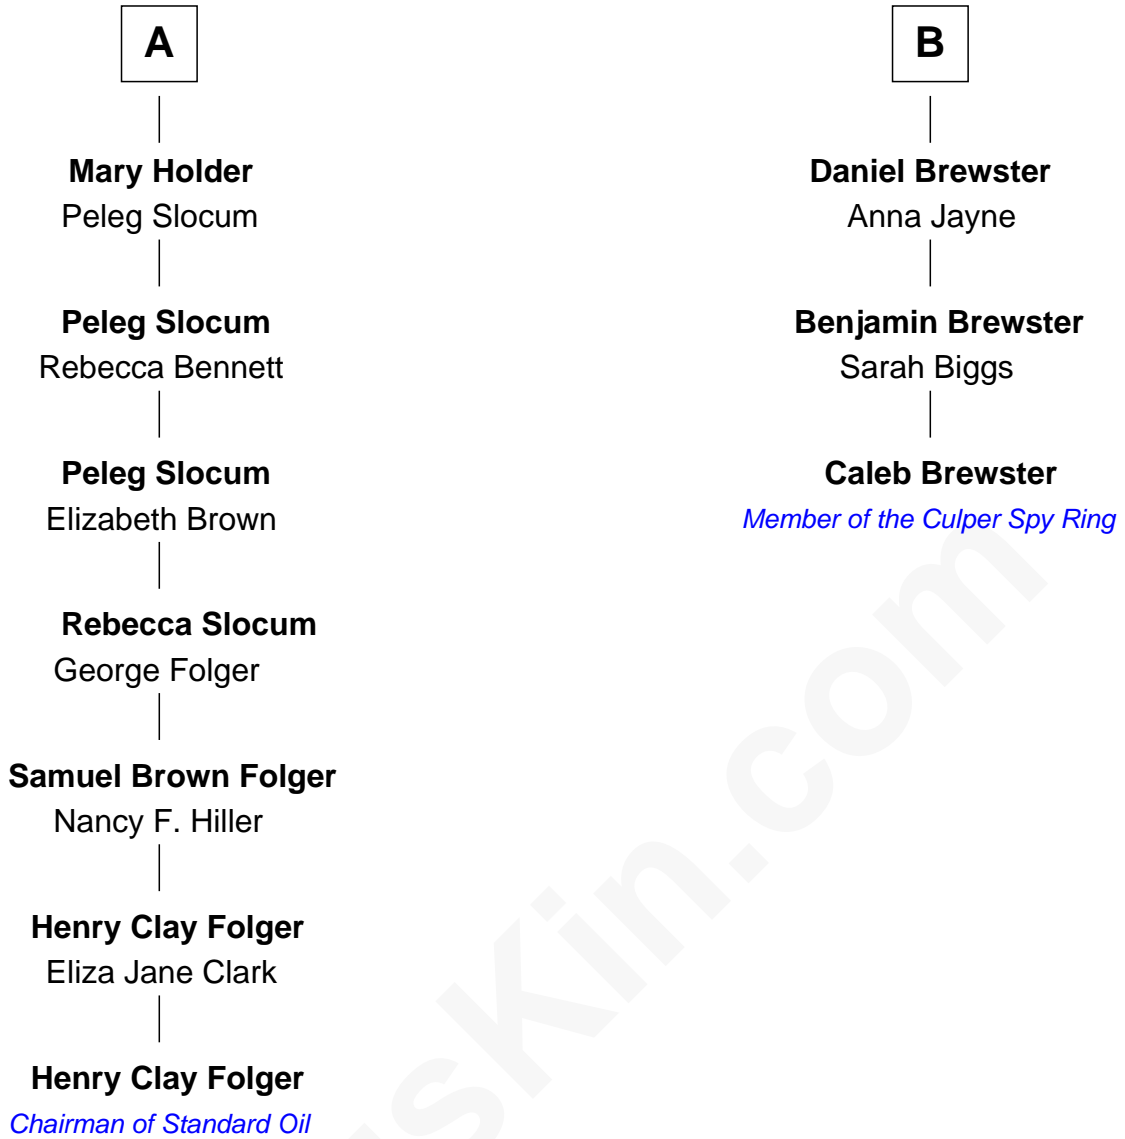 A
Mary Holder
Peleg Slocum
Peleg Slocum
Rebecca Bennett
Peleg Slocum
Elizabeth Brown
Rebecca Slocum
George Folger
Samuel Brown Folger
Nancy F. Hiller
Henry Clay Folger
Eliza Jane Clark
Henry Clay Folger
Chairman of Standard Oil
B
Daniel Brewster
Anna Jayne
Benjamin Brewster
Sarah Biggs
Caleb Brewster
Member of the Culper Spy Ring
usKin.com